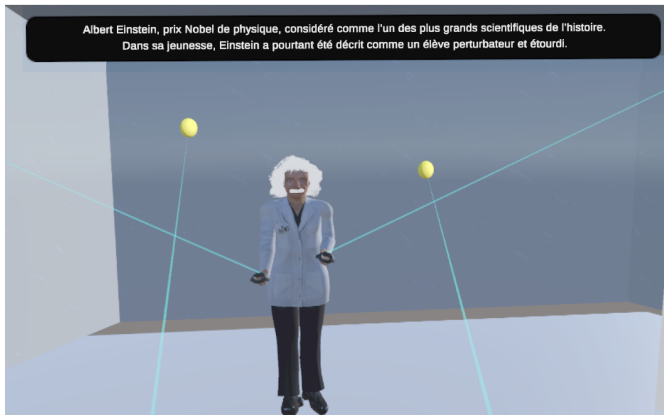 Albert Einstein, prix Nobel de physique, considéré comme l'un des plus grands scientifiques de l'histoire.
Dans sa jeunesse, Einstein a pourtant été décrit comme un élève perturbateur et étourdi.